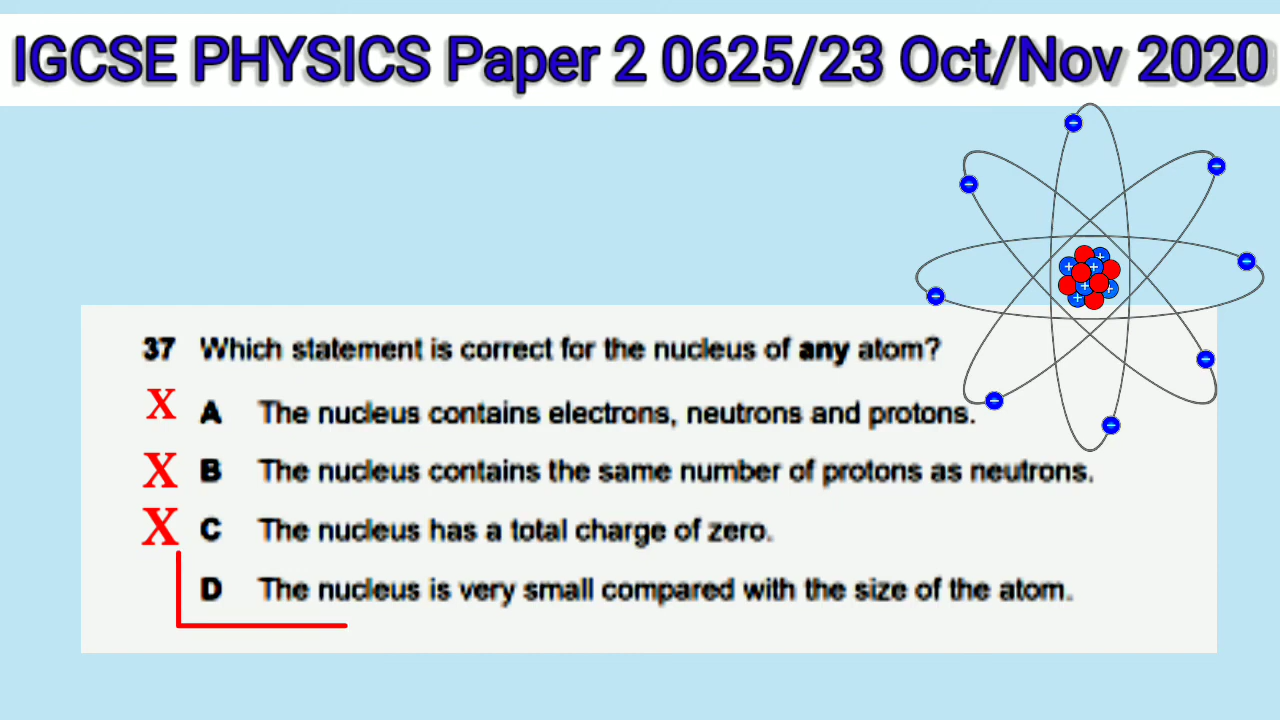 IGCSE PHYSICS Paper 2 0625/23 Oct/Nov 2020
37 Which statement is correct for the nucleus of any atom?
X A The nucleus contains electrons, neutrons and protons.
X B The nucleus contains the same number of protons as neutrons.
X C The nucleus has a total charge of zero.
D The nucleus is very small compared with the size of the atom.